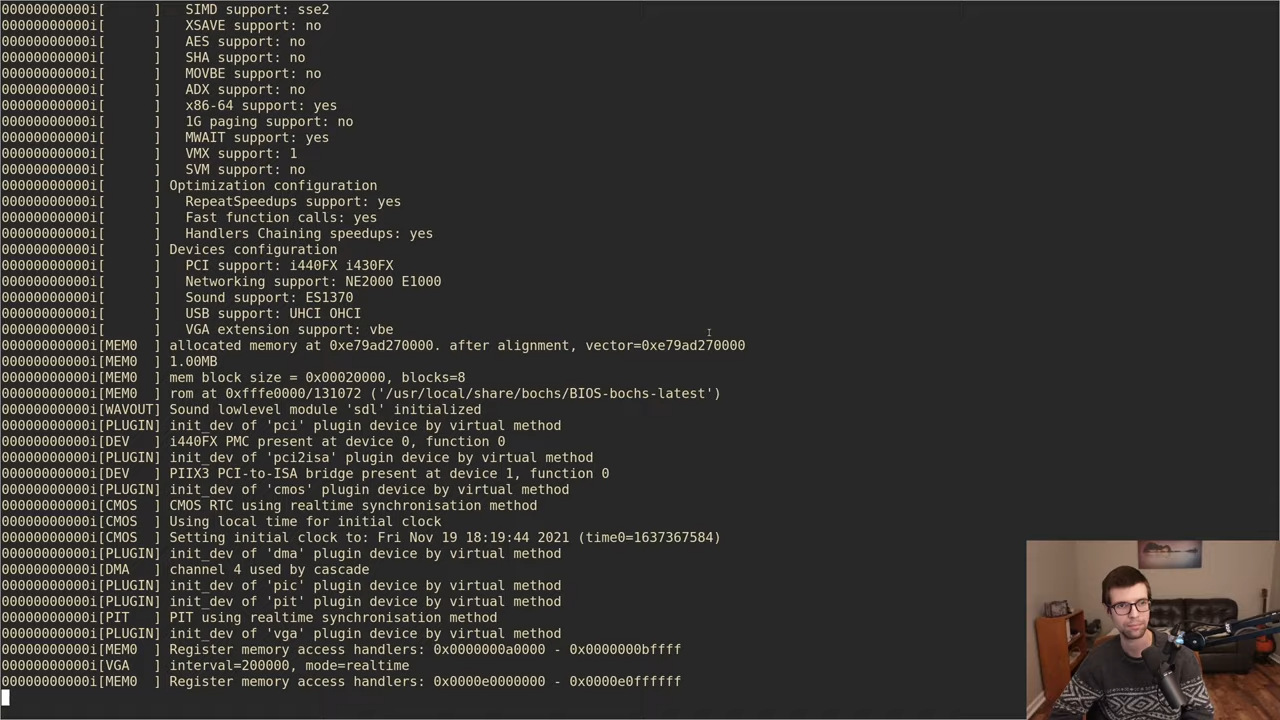 00000000000i[      ]   SIMD support: sse2
00000000000i[      ]   XSAVE support: no
00000000000i[      ]   AES support: no
00000000000i[      ]   SHA support: no
00000000000i[      ]   MOVBE support: no
00000000000i[      ]   ADX support: no
00000000000i[      ]   x86-64 support: yes
00000000000i[      ]   1G paging support: no
00000000000i[      ]   MWAIT support: yes
00000000000i[      ]   VMX support: 1
00000000000i[      ]   SVM support: no
00000000000i[      ] Optimization configuration
00000000000i[      ]   RepeatSpeedups support: yes
00000000000i[      ]   Fast function calls: yes
00000000000i[      ]   Handlers Chaining speedups: yes
00000000000i[      ] Devices configuration
00000000000i[      ]   PCI support: i440FX i430FX
00000000000i[      ]   Networking support: NE2000 E1000
00000000000i[      ]   Sound support: ES1370
00000000000i[      ]   USB support: UHCI OHCI
00000000000i[      ]   VGA extension support: vbe
00000000000i[MEM0  ] allocated memory at 0xe79ad270000. after alignment, vector=0xe79ad270000
00000000000i[MEM0  ] 1.00MB
00000000000i[MEM0  ] mem block size = 0x00020000, blocks=8
00000000000i[MEM0  ] rom at 0xfffe0000/131072 ('/usr/local/share/bochs/BIOS-bochs-latest')
00000000000i[WAVOUT] Sound lowlevel module 'sdl' initialized
00000000000i[PLUGIN] init_dev of 'pci' plugin device by virtual method
00000000000i[DEV   ] i440FX PMC present at device 0, function 0
00000000000i[PLUGIN] init_dev of 'pci2isa' plugin device by virtual method
00000000000i[DEV   ] PIIX3 PCI-to-ISA bridge present at device 1, function 0
00000000000i[PLUGIN] init_dev of 'cmos' plugin device by virtual method
00000000000i[CMOS  ] CMOS RTC using realtime synchronisation method
00000000000i[CMOS  ] Using local time for initial clock
00000000000i[CMOS  ] Setting initial clock to: Fri Nov 19 18:19:44 2021 (time0=1637367584)
00000000000i[PLUGIN] init_dev of 'dma' plugin device by virtual method
00000000000i[DMA   ] channel 4 used by cascade
00000000000i[PLUGIN] init_dev of 'pic' plugin device by virtual method
00000000000i[PLUGIN] init_dev of 'pit' plugin device by virtual method
00000000000i[PIT   ] PIT using realtime synchronisation method
00000000000i[PLUGIN] init_dev of 'vga' plugin device by virtual method
00000000000i[MEM0  ] Register memory access handlers: 0x0000000a0000 - 0x0000000bffff
00000000000i[VGA   ] interval=200000, mode=realtime
00000000000i[MEM0  ] Register memory access handlers: 0x0000e0000000 - 0x0000e0ffffff